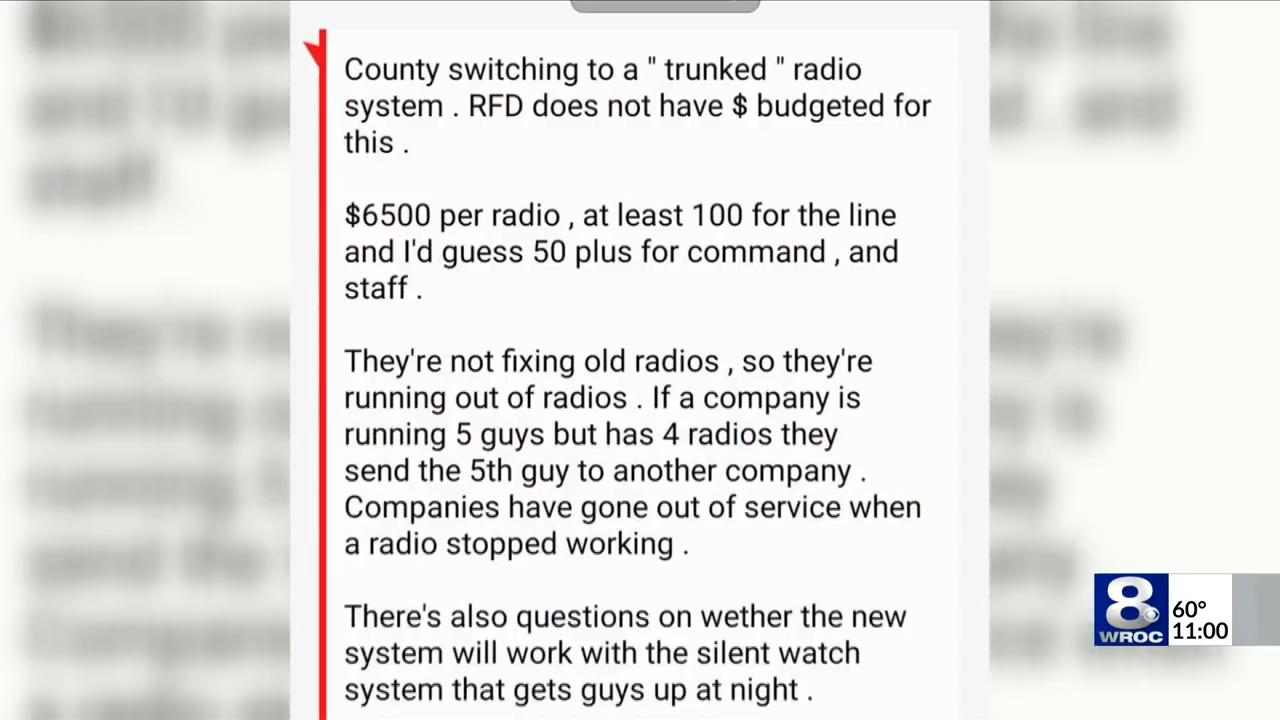 County switching to a " trunked " radio
system . RFD does not have $ budgeted for
this .
$6500 per radio , at least 100 for the line
and I'd guess 50 plus for command , and
staff .
They're not fixing old radios , so they're
running out of radios . If a company is
running 5 guys but has 4 radios they
send the 5th guy to another company .
Companies have gone out of service when
a radio stopped working .
There's also questions on wether the new
system will work with the silent watch
system that gets guys up at night .
8
WROC
60°
11:00